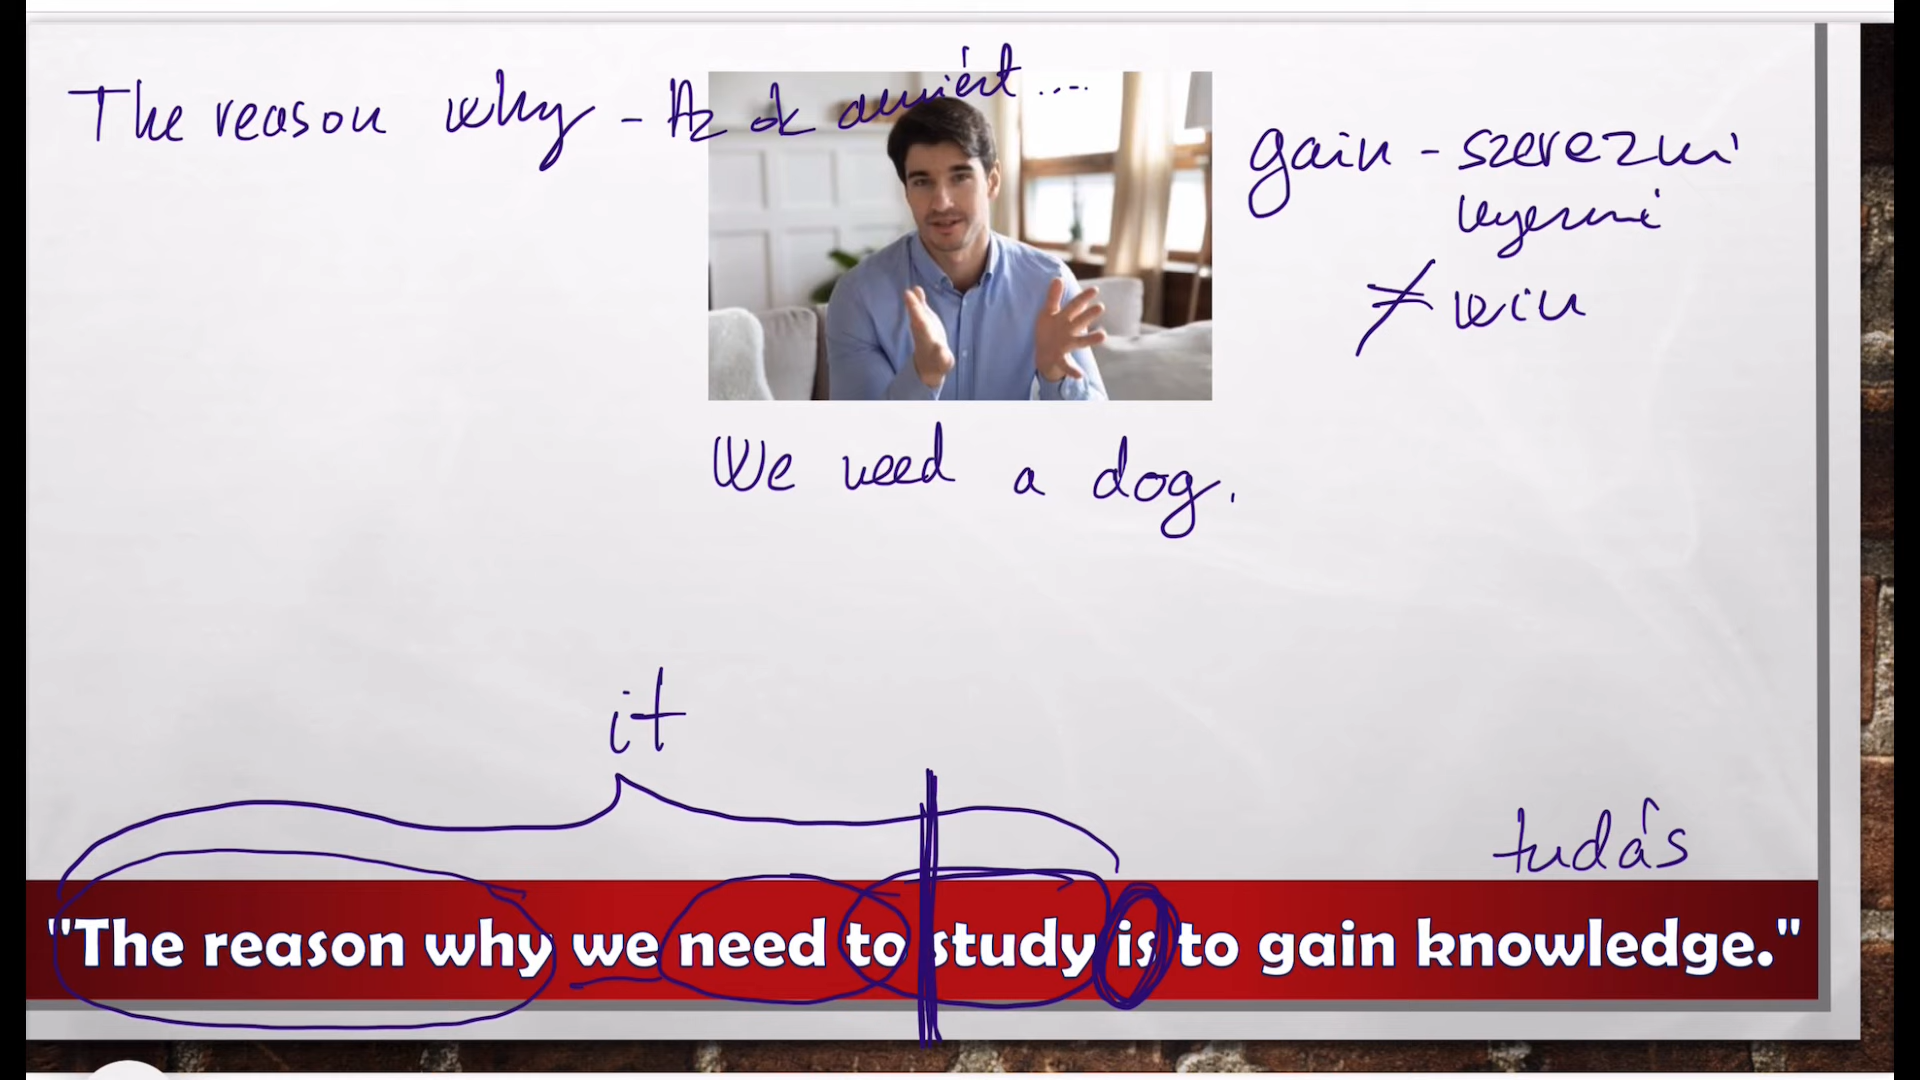 The reason why - Az ok amiért ....
gain - szerezni
nyerni
≠ win
We need a dog.
it
tudás
"The reason why we need to study is to gain knowledge."